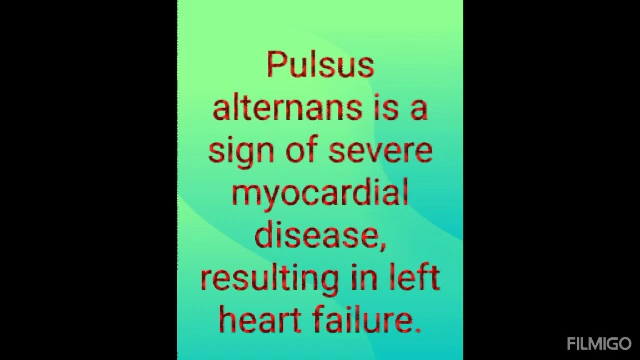 Pulsus
alternans is a
sign of severe
myocardial
disease,
resulting in left
heart failure.
FILMIGO